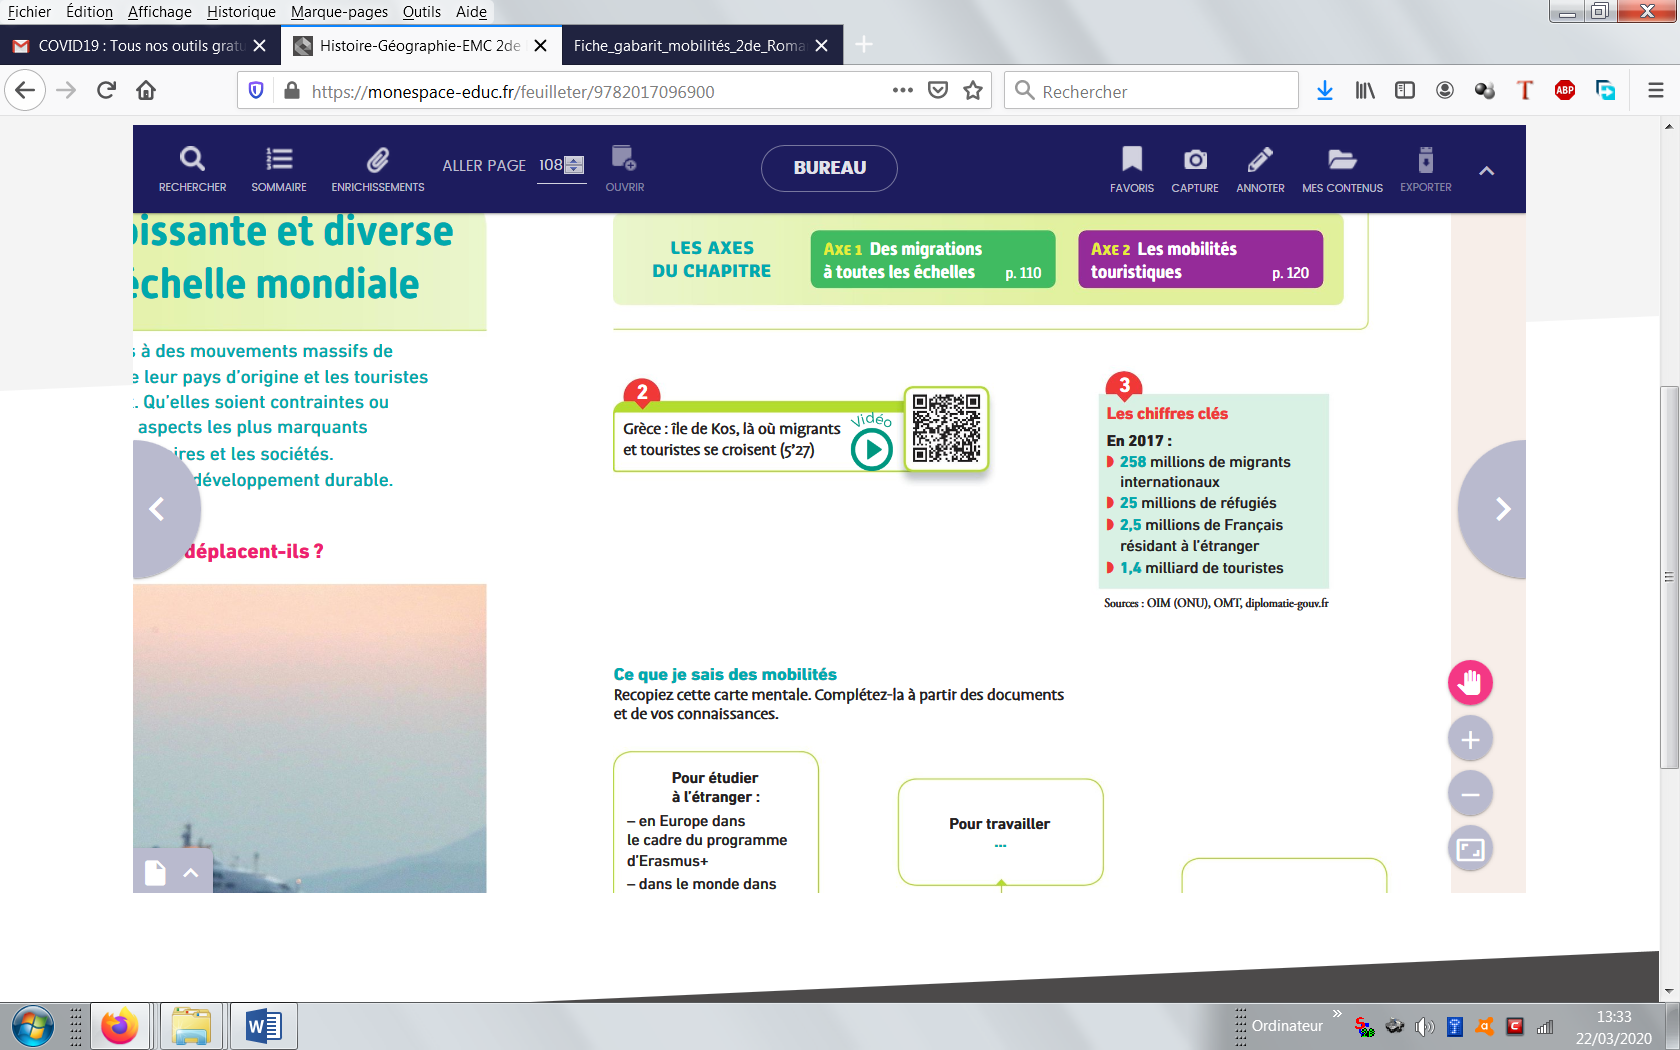 Fichier Édition Affichage Historique Marque-pages Outils Aide
COVID19 : Tous nos outils gratu
Histoire-Géographie-EMC 2de
Fiche_gabarit_mobilités_2de_Roma
https://monespace-educ.fr/feuilleter/9782017096900
Rechercher
ABP
RECHERCHER
SOMMAIRE
ENRICHISSEMENTS
ALLER PAGE 108
OUVRIR
BUREAU
FAVORIS
CAPTURE
ANNOTER
MES CONTENUS
EXPORTER
oissante et diverse
échelle mondiale
s à des mouvements massifs de
e leur pays d'origine et les touristes
. Qu'elles soient contraintes ou
aspects les plus marquants
ires et les sociétés.
développement durable.
déplacent-ils ?
LES AXES
DU CHAPITRE
AXE 1 Des migrations
à toutes les échelles p. 110
AXE 2 Les mobilités
touristiques p. 120
2
Grèce : île de Kos, là où migrants
et touristes se croisent (5'27)
Vidéo
3
Les chiffres clés
En 2017 :
258 millions de migrants
internationaux
25 millions de réfugiés
2,5 millions de Français
résidant à l'étranger
1,4 milliard de touristes
Sources : OIM (ONU), OMT, diplomatie-gouv.fr
Ce que je sais des mobilités
Recopiez cette carte mentale. Complétez-la à partir des documents
et de vos connaissances.
Pour étudier
à l'étranger :
– en Europe dans
le cadre du programme
d'Erasmus+
– dans le monde dans
Pour travailler
...
Ordinateur
13:33
22/03/2020